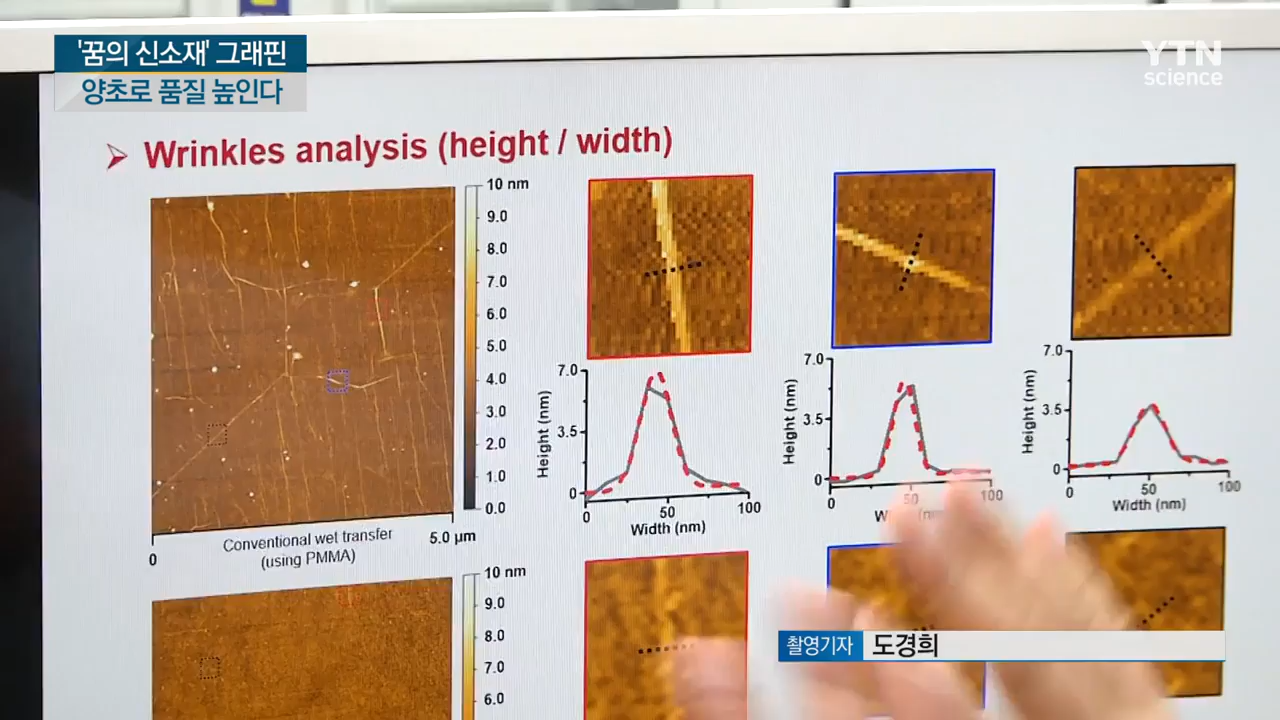 '꿈의 신소재' 그래핀
양초로 품질 높인다
YTN
science
Wrinkles analysis (height / width)
10 nm
9.0
8.0
7.0
6.0
5.0
4.0
3.0
2.0
1.0
0.0
0
5.0 µm
Conventional wet transfer
(using PMMA)
Height (nm)
7.0
3.5
0
0
50
100
Width (nm)
Height (nm)
7.0
3.5
0
0
50
100
Height (nm)
7.0
3.5
0
0
50
100
Width (nm)
10 nm
9.0
8.0
7.0
6.0
촬영기자
도경희